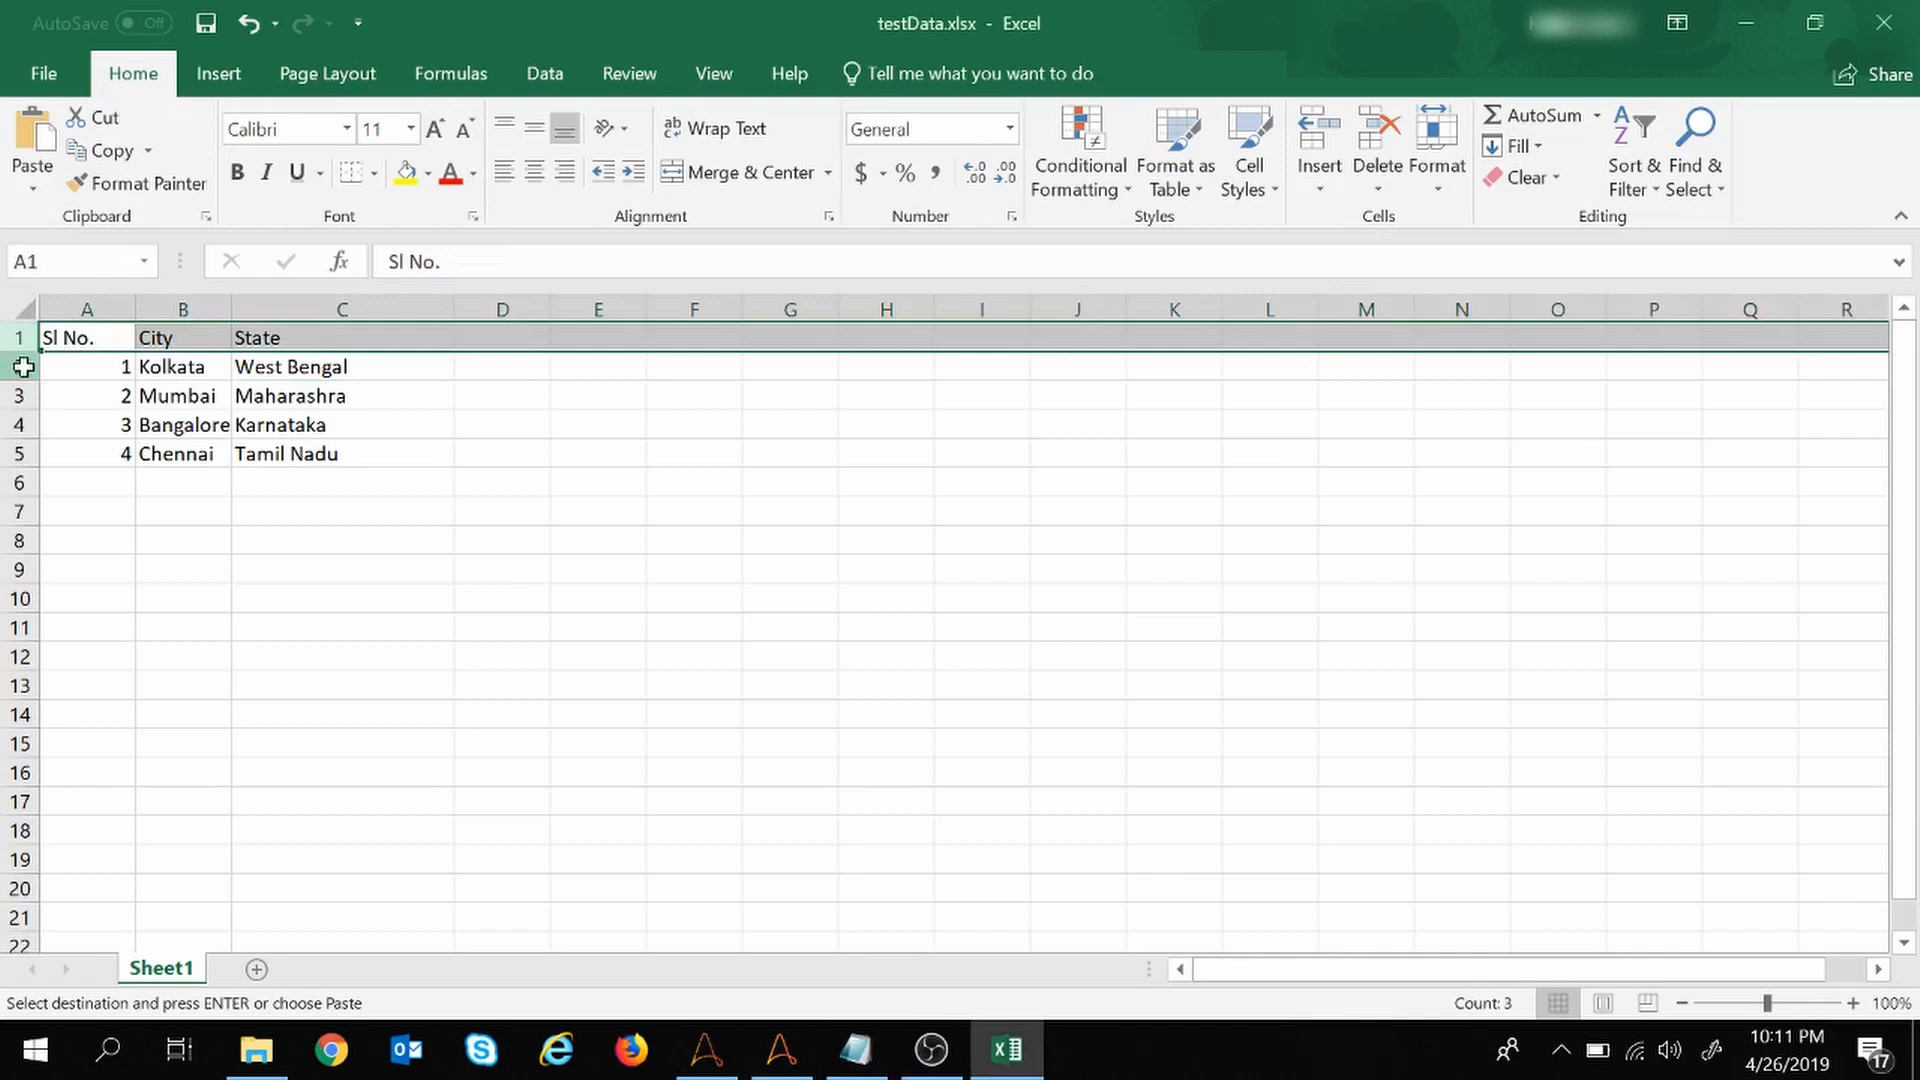 AutoSave Off
testData.xlsx - Excel
File Home Insert Page Layout Formulas Data Review View Help Tell me what you want to do Share
Paste
Cut
Copy
Format Painter
Clipboard
Calibri 11
B I U
Font
Wrap Text
Merge & Center
Alignment
General
$ % ,
Number
Conditional Formatting
Format as Table
Cell Styles
Styles
Insert Delete Format
Cells
AutoSum
Fill
Clear
Sort & Filter
Find & Select
Editing
A1 fx Sl No.
A B C D E F G H I J K L M N O P Q R
1 Sl No. City State
1 Kolkata West Bengal
3 2 Mumbai Maharashra
4 3 Bangalore Karnataka
5 4 Chennai Tamil Nadu
6
7
8
9
10
11
12
13
14
15
16
17
18
19
20
21
22
Sheet1
Select destination and press ENTER or choose Paste Count: 3 100%
10:11 PM
4/26/2019
17